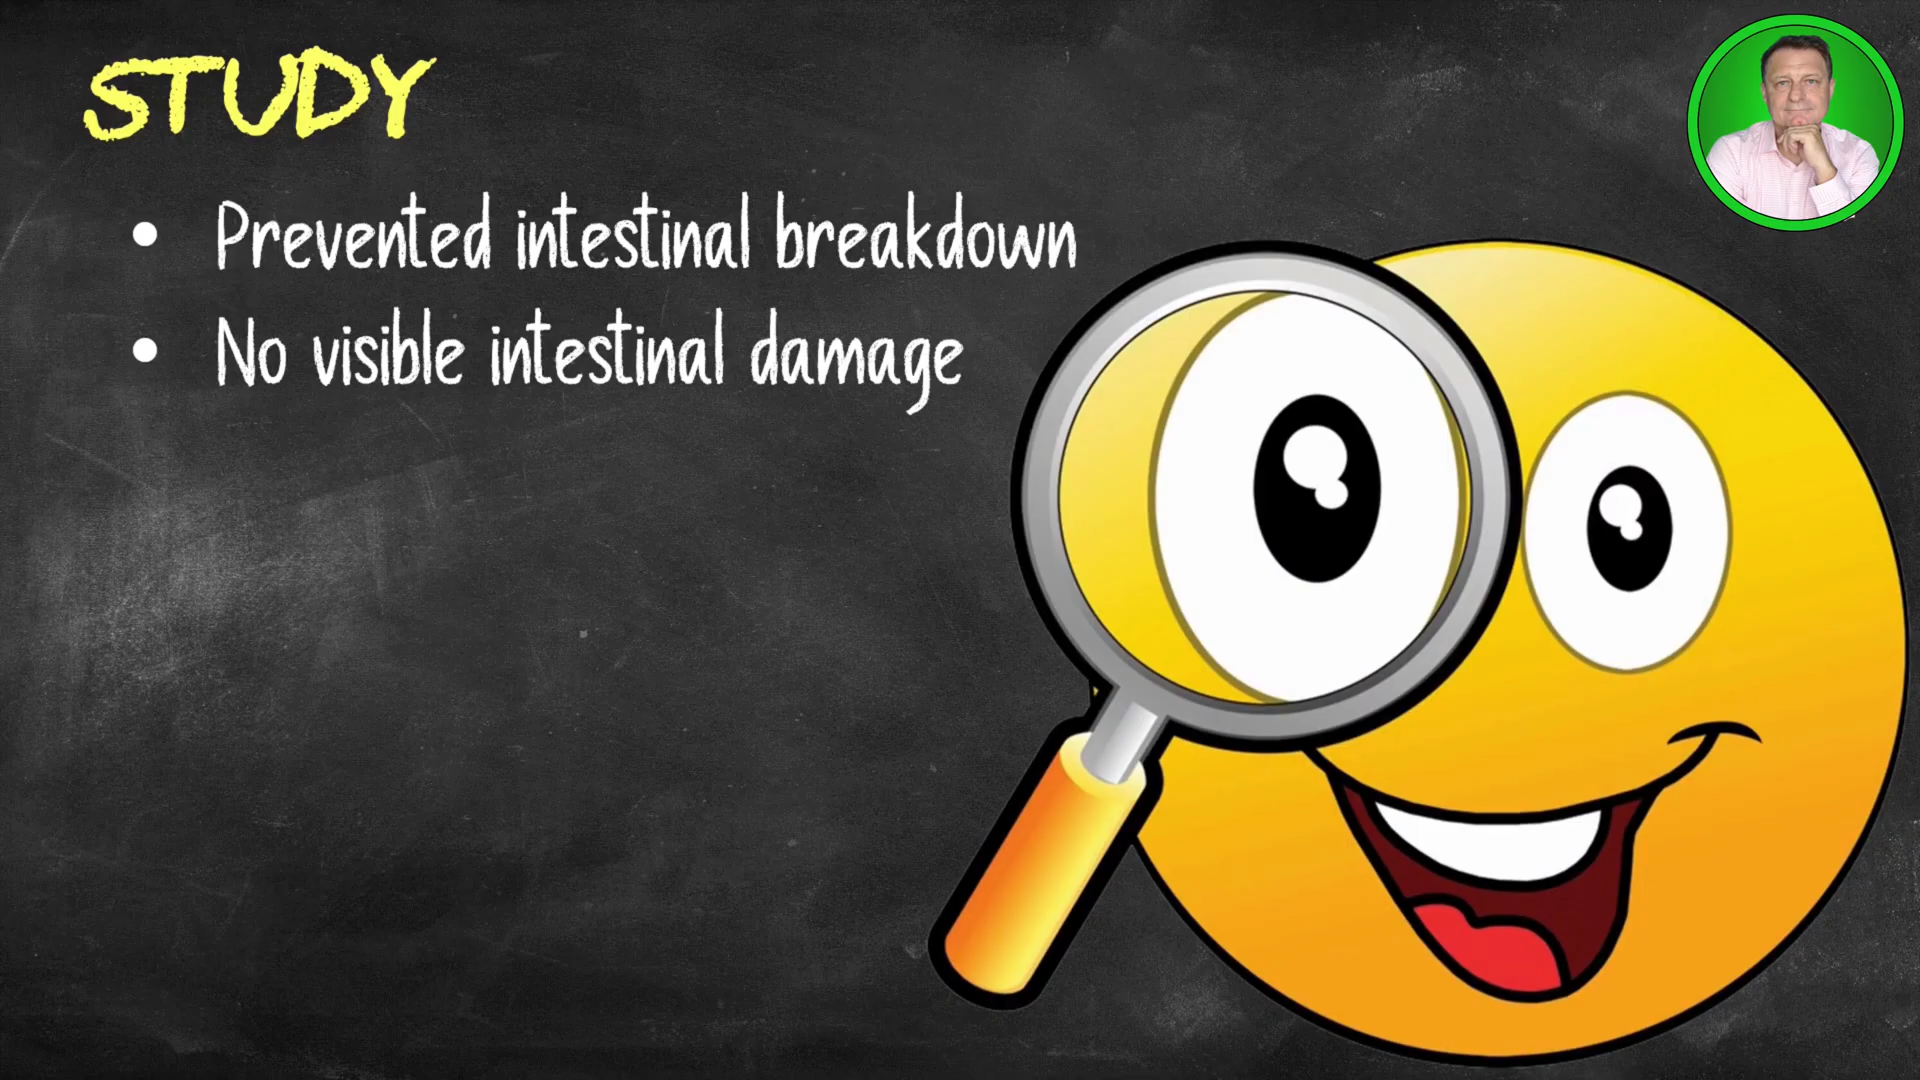 STUDY
• Prevented intestinal breakdown
• No visible intestinal damage